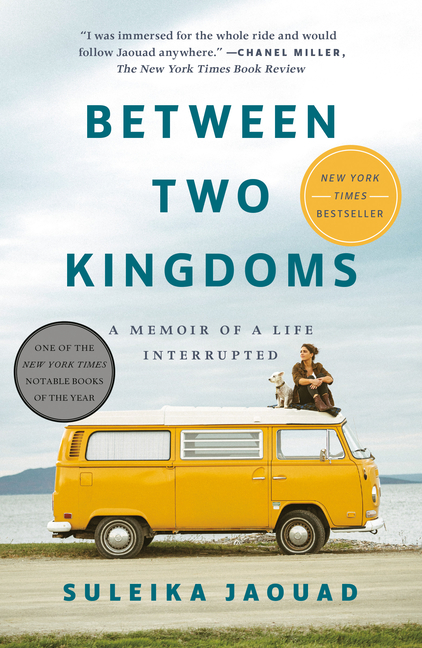 “I was immersed for the whole ride and would
follow Jaouad anywhere.” —CHANEL MILLER,
The New York Times Book Review
BETWEEN
TWO
KINGDOMS
NEW YORK
TIMES
BESTSELLER
A MEMOIR OF A LIFE
INTERRUPTED
ONE OF THE
NEW YORK TIMES
NOTABLE BOOKS
OF THE YEAR
SULEIKA JAOUAD